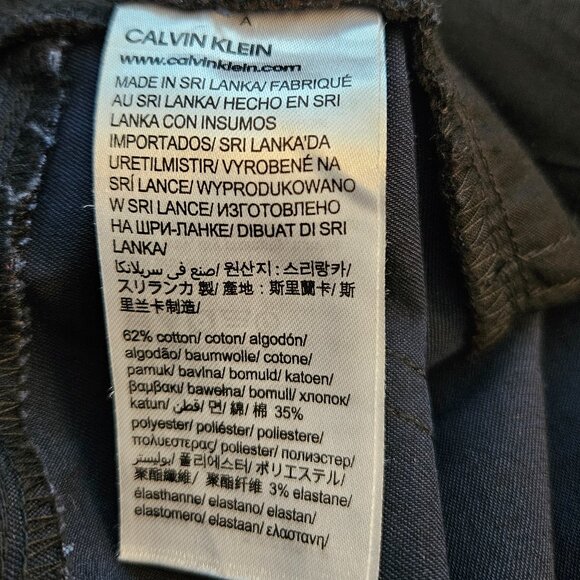 A
CALVIN KLEIN
www.calvinklein.com
MADE IN SRI LANKA/ FABRIQUÉ
AU SRI LANKA/ HECHO EN SRI
LANKA CON INSUMOS
IMPORTADOS/ SRI LANKA'DA
URETILMISTIR/ VYROBENÉ NA
SRÍ LANCE/ WYPRODUKOWANO
W SRI LANCE/ ИЗГОТОВЛЕНО
НА ШРИ-ЛАНКЕ/ DIBUAT DI SRI
LANKA/
صنع في سريلانكا/ 원산지 : 스리랑카/
スリランカ 製/ 產地 : 斯里蘭卡/ 斯
里兰卡制造/
62% cotton/ coton/ algodón/
algodão/ baumwolle/ cotone/
pamuk/ bavlna/ bomuld/ katoen/
βαμβακι/ bawełna/ bomull/ хлопок/
katun/ قطن/ 면/ 綿/ 棉 35%
polyester/ poliéster/ poliestere/
πολυεστερας/ poliester/ полиэстер/
بوليستر/ 폴리에스터/ ポリエステル/
聚酯纖維/ 聚酯纤维 3% elastane/
élasthanne/ elastano/ elastan/
elastomero/ elastaan/ ελαστανη/